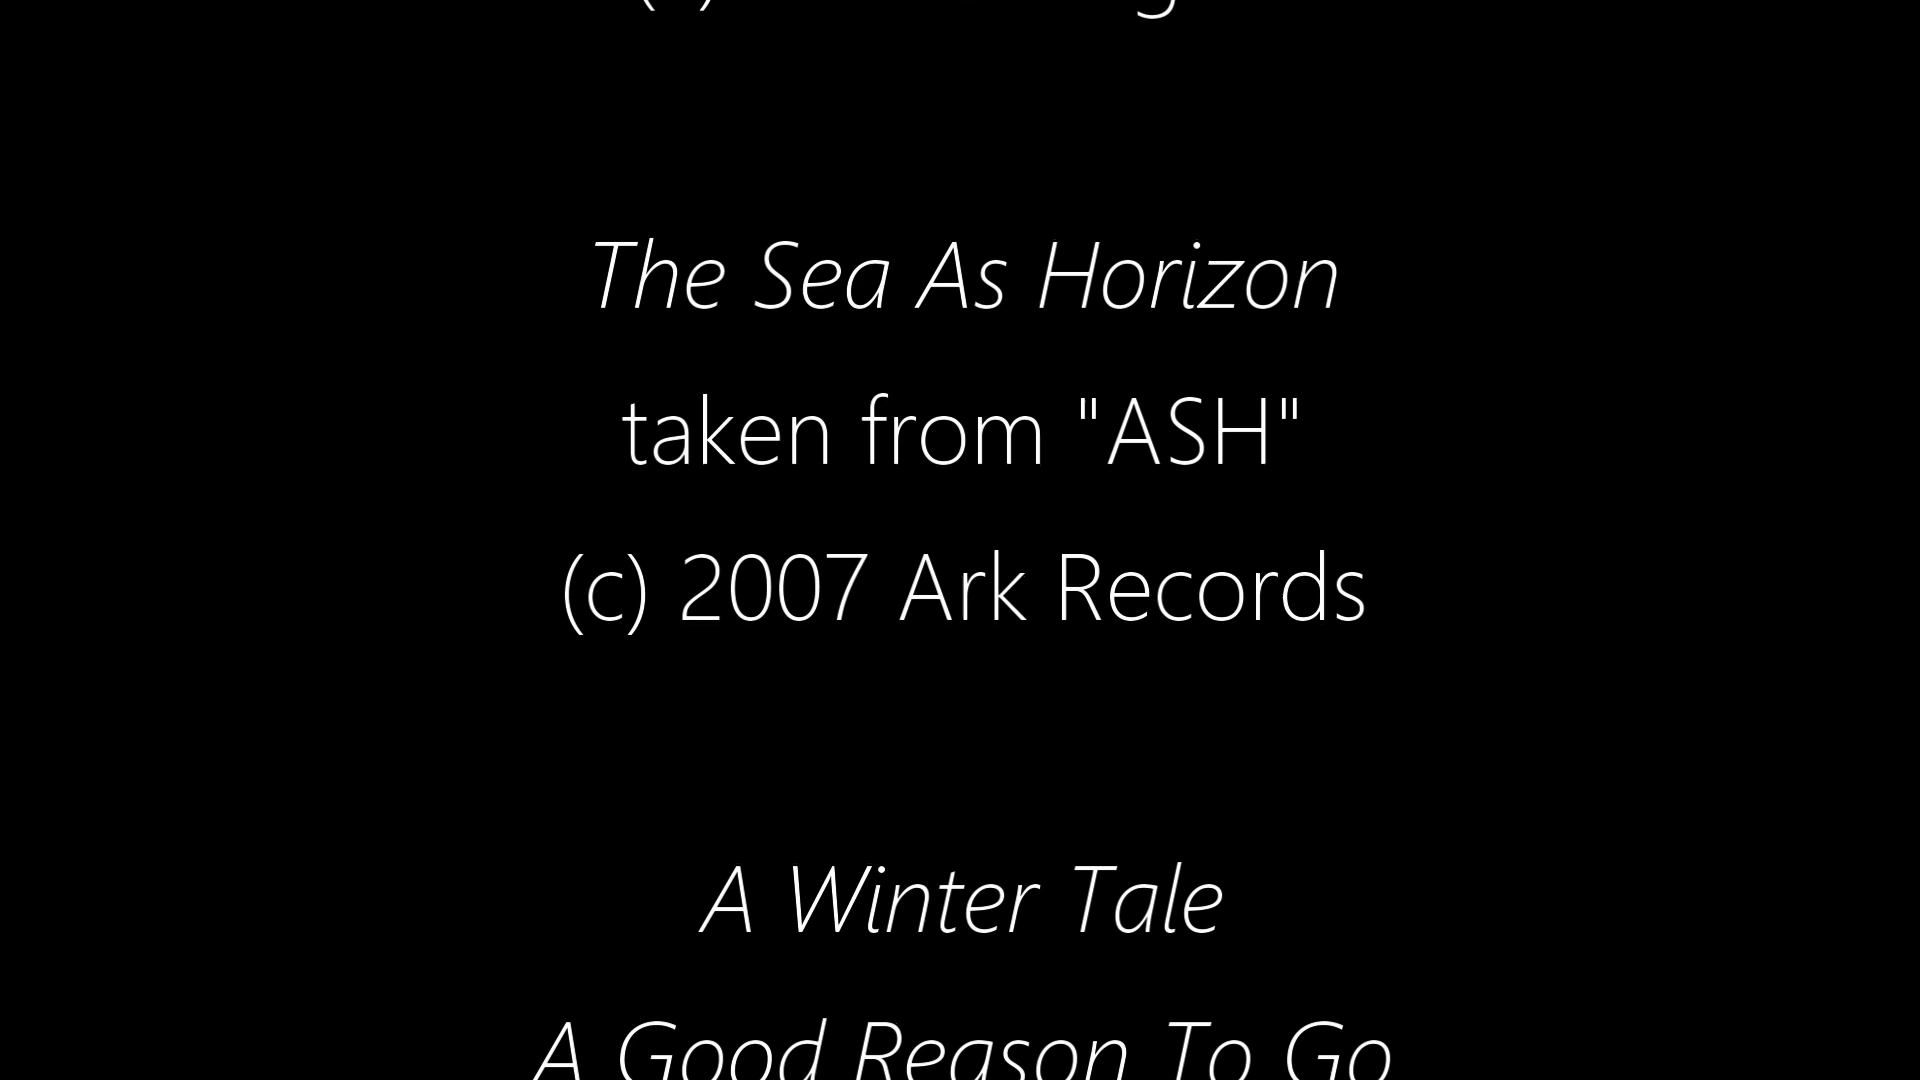 The Sea As Horizon
taken from "ASH"
(c) 2007 Ark Records
A Winter Tale
A Good Reason To Go